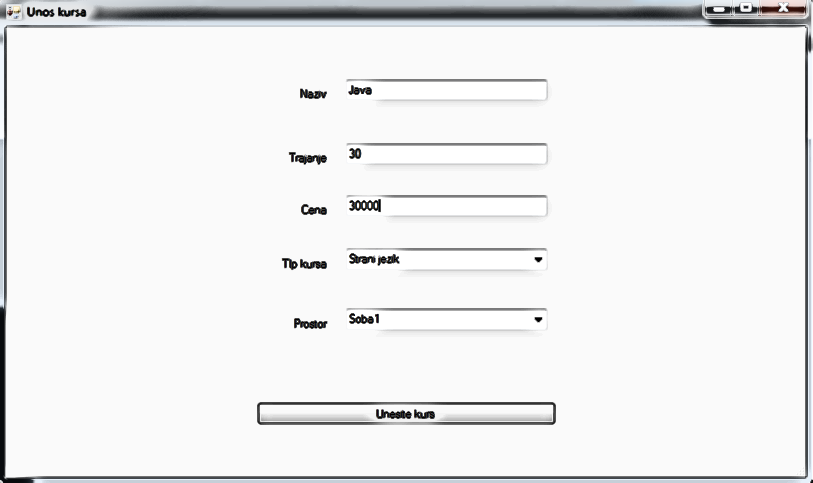 Unos kursa
Naziv Java
Trajanje 30
Cena 30000
Tip kursa Strani jezik
Prostor Soba1
Unesite kurs